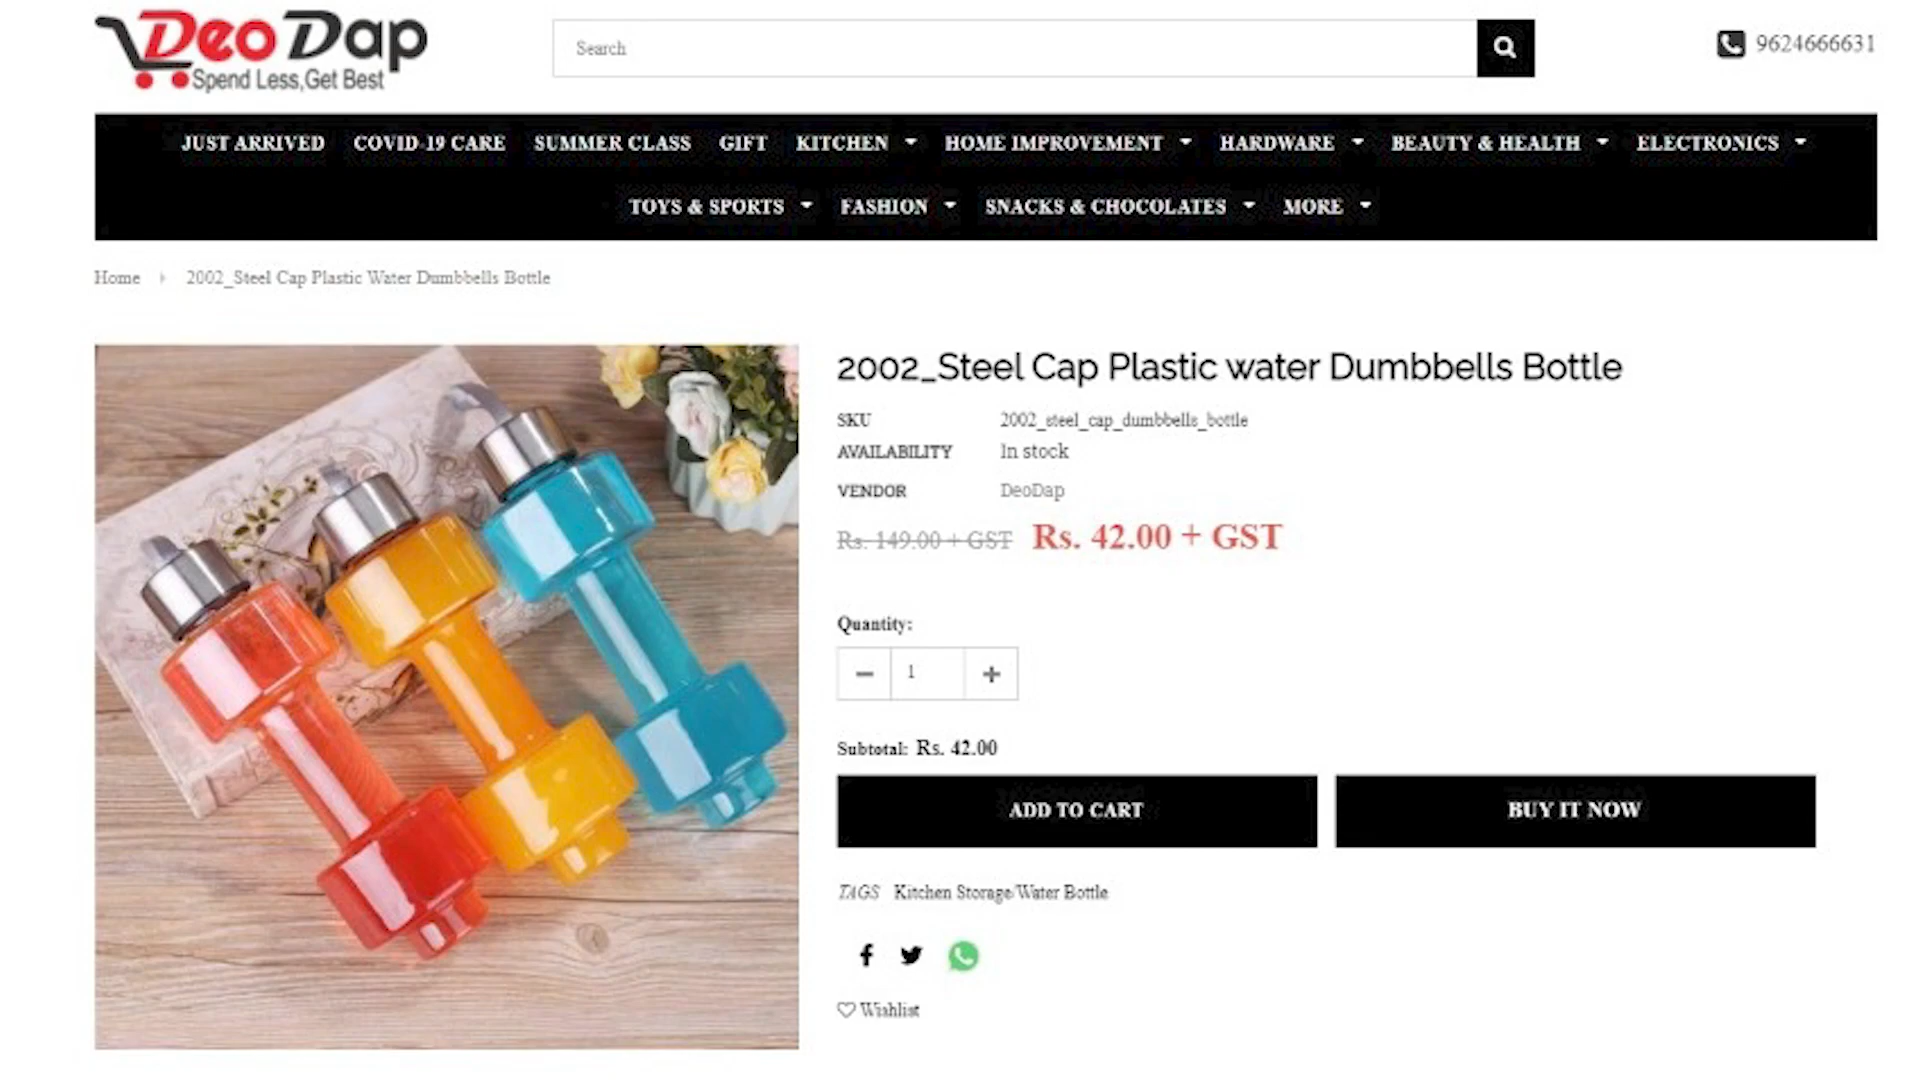 DeoDap
Spend Less,Get Best
Search
9624666631
JUST ARRIVED COVID-19 CARE SUMMER CLASS GIFT KITCHEN HOME IMPROVEMENT HARDWARE BEAUTY & HEALTH ELECTRONICS
TOYS & SPORTS FASHION SNACKS & CHOCOLATES MORE
Home 2002_Steel Cap Plastic Water Dumbbells Bottle
2002_Steel Cap Plastic water Dumbbells Bottle
SKU 2002_steel_cap_dumbbells_bottle
AVAILABILITY In stock
VENDOR DeoDap
Rs. 149.00 + GST Rs. 42.00 + GST
Quantity:
− 1 +
Subtotal: Rs. 42.00
ADD TO CART BUY IT NOW
TAGS Kitchen Storage/Water Bottle
Wishlist